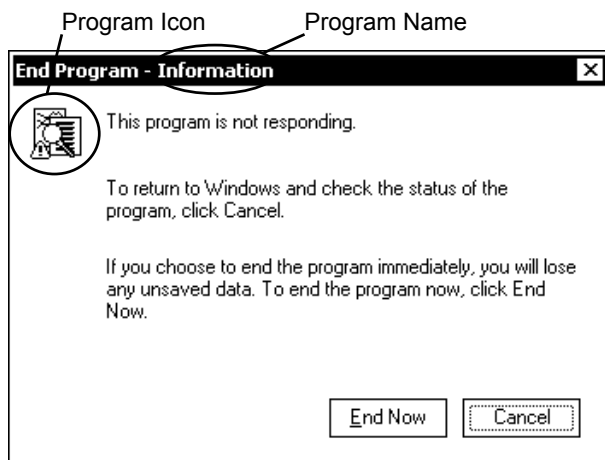 Program Icon Program Name
End Program - Information
This program is not responding.
To return to Windows and check the status of the
program, click Cancel.
If you choose to end the program immediately, you will lose
any unsaved data. To end the program now, click End
Now.
End Now Cancel